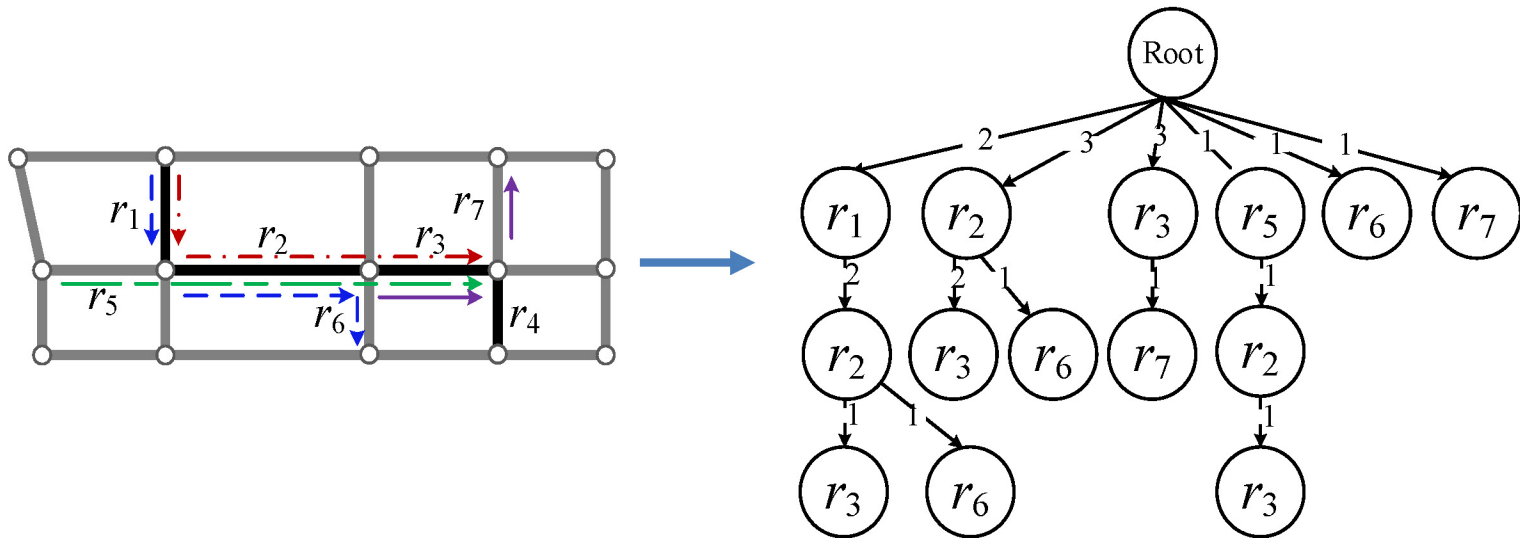 Root
2 3 3 1 1 1
r1 r7 r1 r2 r3 r5 r6 r7
r2 r3
2 2 1 1 1
r5 r6 r4 r2 r3 r6 r7 r2
1 1 1
r3 r6 r3